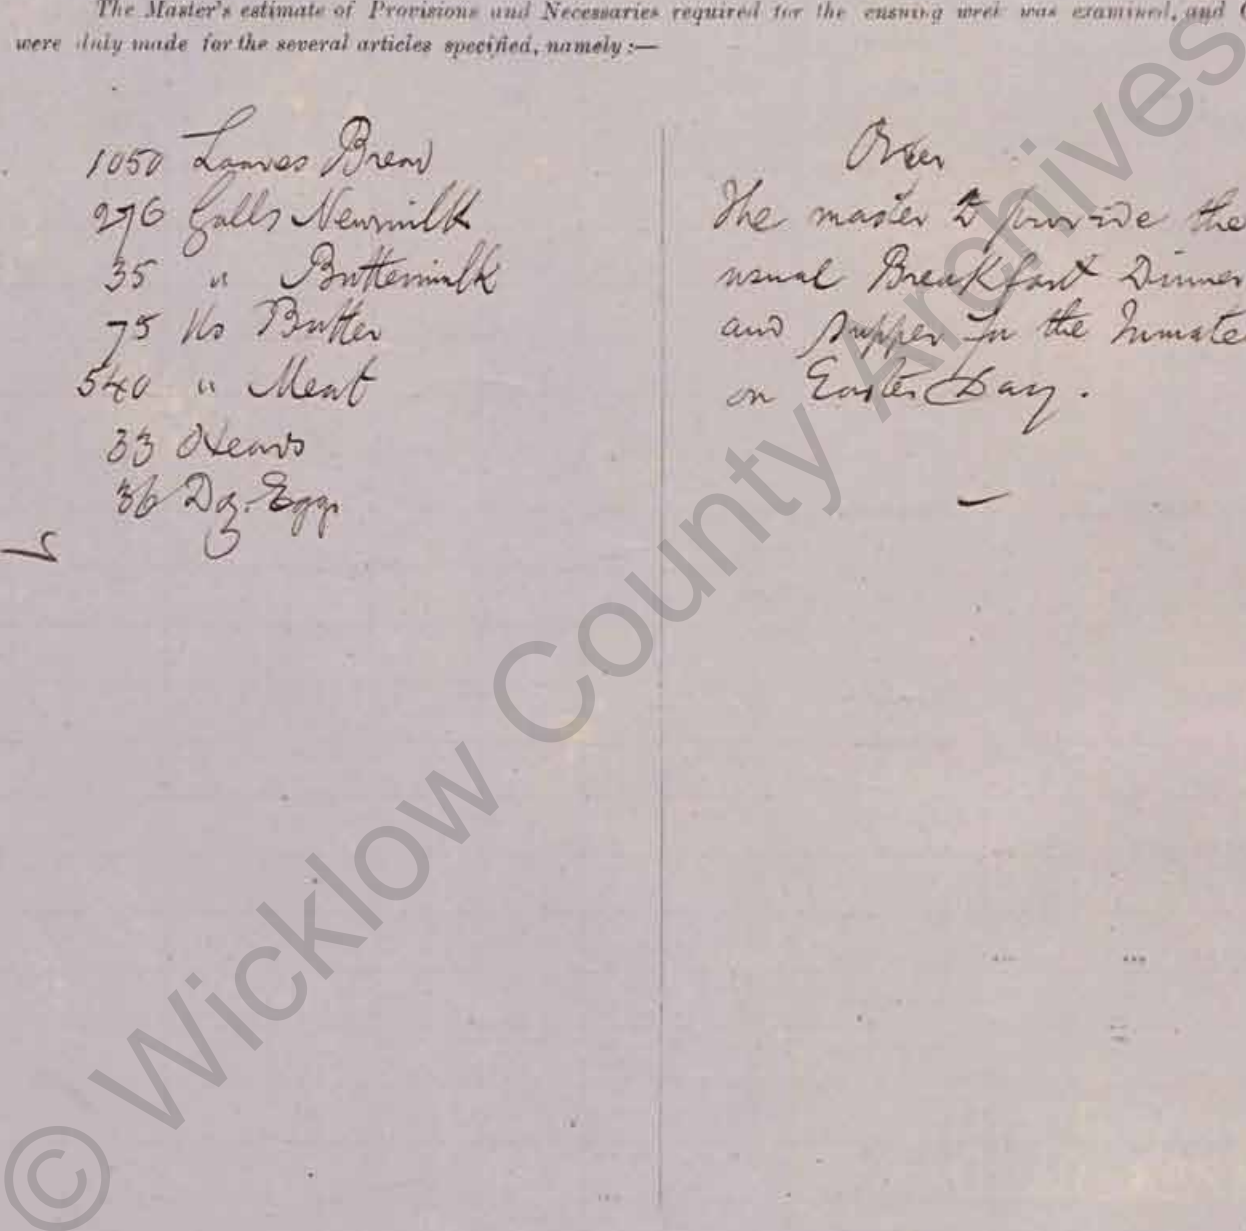 The Master's estimate of Provisions and Necessaries required for the ensuing week was examined, and
were duly made for the several articles specified, namely :—
1050 Loaves Bread
276 Galls Newmilk
35 " Buttermilk
75 lbs Butter
540 " Meat
33 Oxheads
36 Doz. Eggs
Order
The master to provide the
usual Breakfast Dinner
and Supper for the Inmate
on Easter Day.
© Wicklow County Archives